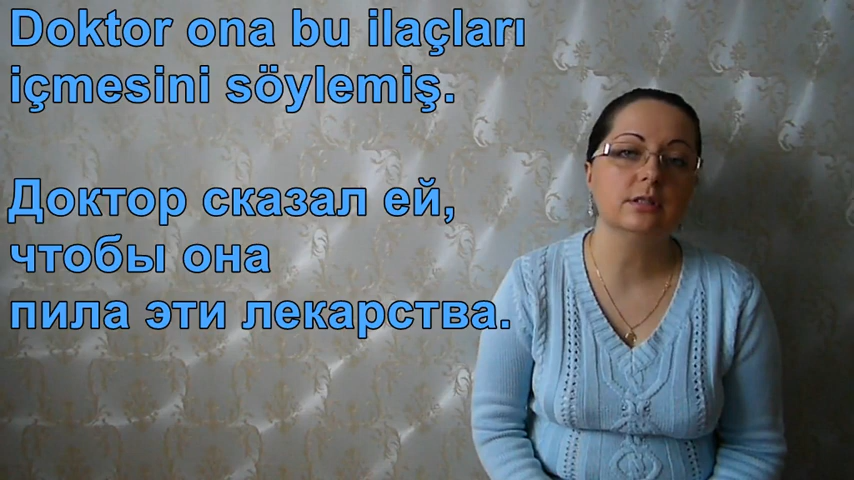 Doktor ona bu ilaçları
içmesini söylemiş.
Доктор сказал ей,
чтобы она
пила эти лекарства.